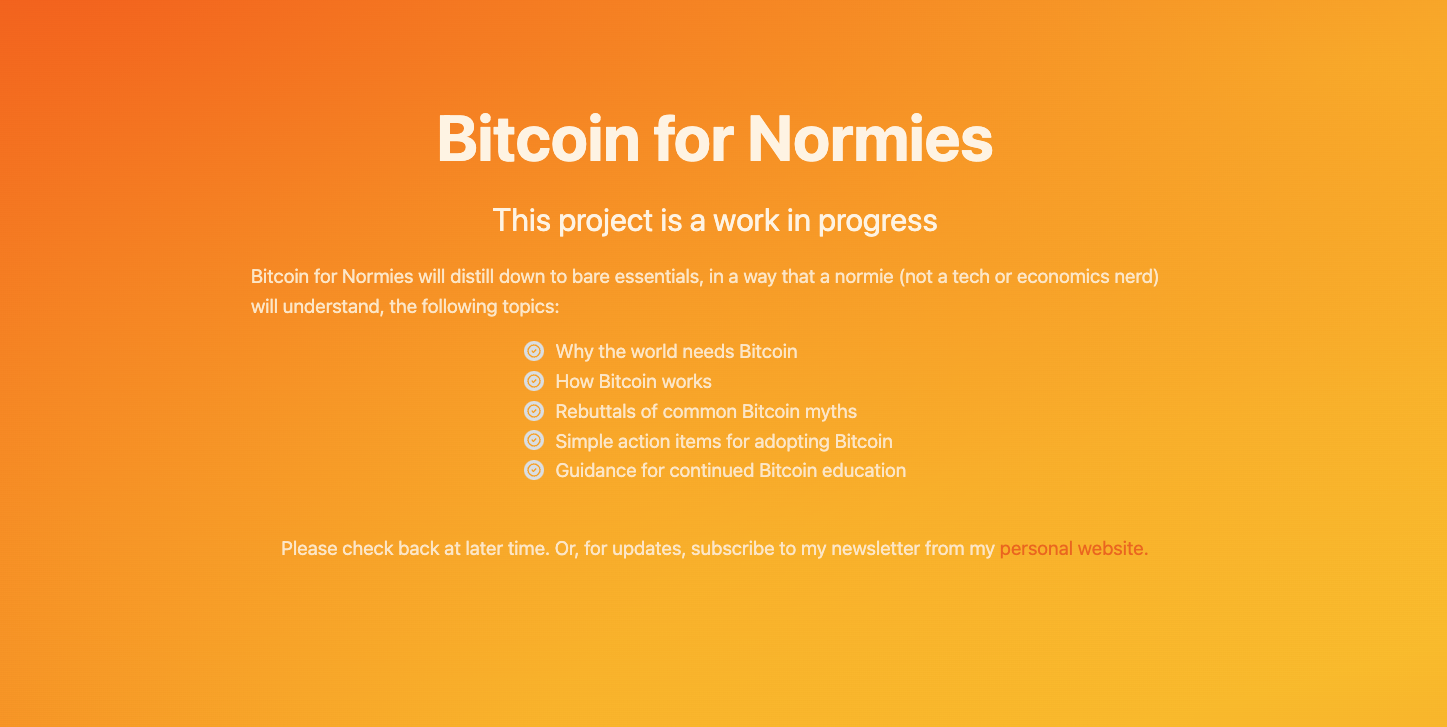 Bitcoin for Normies
This project is a work in progress
Bitcoin for Normies will distill down to bare essentials, in a way that a normie (not a tech or economics nerd)
will understand, the following topics:
Why the world needs Bitcoin
How Bitcoin works
Rebuttals of common Bitcoin myths
Simple action items for adopting Bitcoin
Guidance for continued Bitcoin education
Please check back at later time. Or, for updates, subscribe to my newsletter from my personal website.